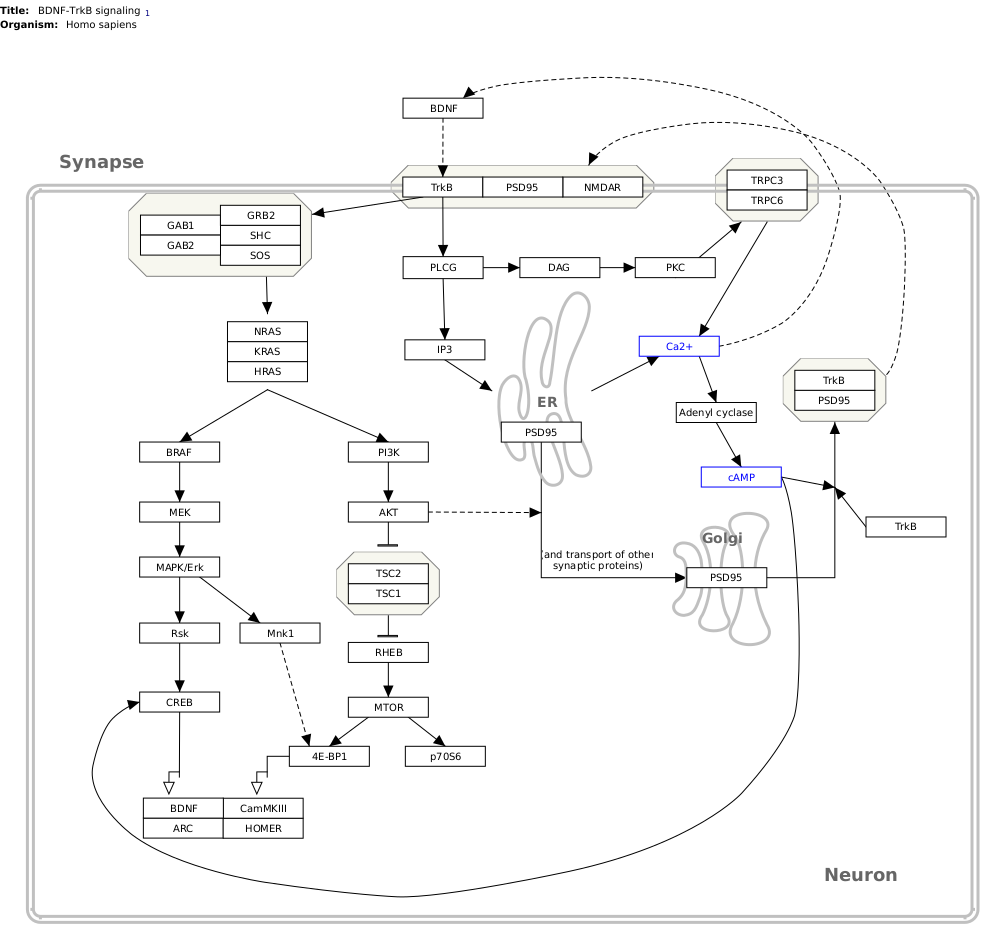 Title: BDNF-TrkB signaling 1
Organism: Homo sapiens
BDNF
Synapse
TrkB PSD95 NMDAR
TRPC3
TRPC6
GAB1
GAB2
GRB2
SHC
SOS
PLCG
DAG
PKC
NRAS
KRAS
HRAS
IP3
Ca2+
ER
PSD95
TrkB
PSD95
Adenyl cyclase
BRAF
PI3K
cAMP
MEK
AKT
TrkB
Golgi
(and transport of other
synaptic proteins)
PSD95
MAPK/Erk
TSC2
TSC1
Rsk
Mnk1
RHEB
CREB
MTOR
4E-BP1
p70S6
BDNF CamMKIII
ARC HOMER
Neuron